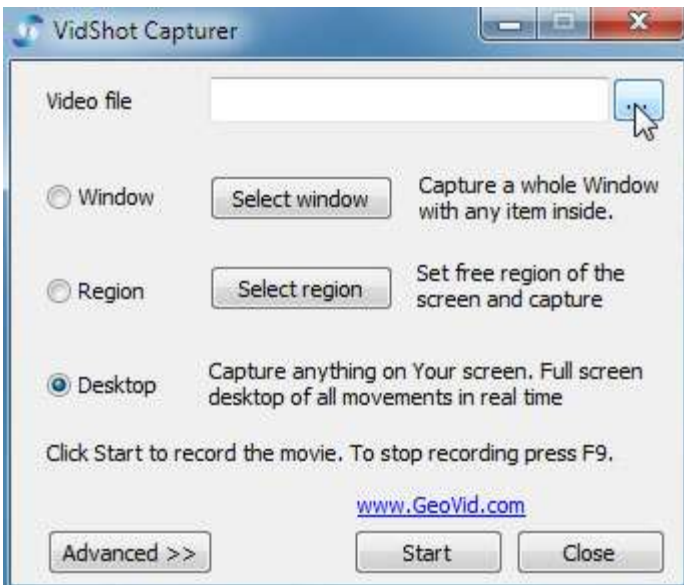 VidShot Capturer
Video file
...
Window
Select window
Capture a whole Window
with any item inside.
Region
Select region
Set free region of the
screen and capture
Desktop
Capture anything on Your screen. Full screen
desktop of all movements in real time
Click Start to record the movie. To stop recording press F9.
www.GeoVid.com
Advanced >>
Start
Close